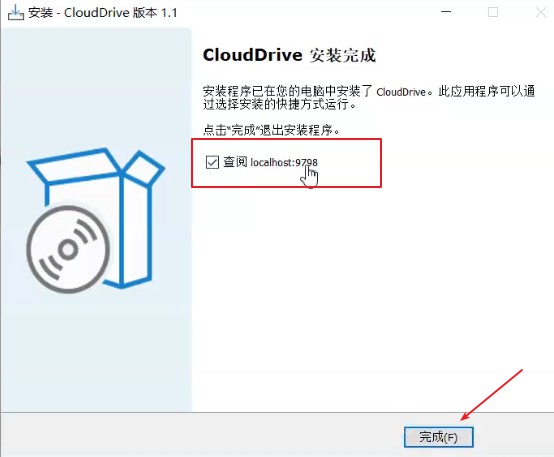 安装 - CloudDrive 版本 1.1
CloudDrive 安装完成
安装程序已在您的电脑中安装了 CloudDrive。此应用程序可以通
过选择安装的快捷方式运行。
点击“完成”退出安装程序。
查阅 localhost:9798
完成(F)